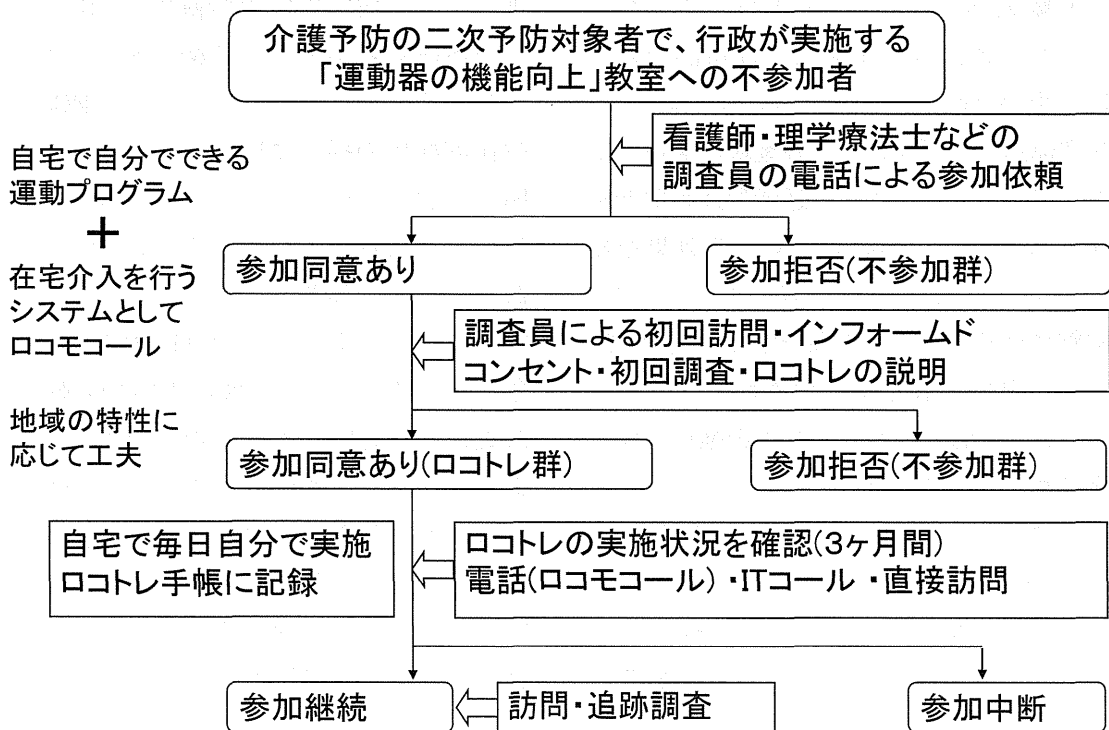 介護予防の二次予防対象者で、行政が実施する
「運動器の機能向上」教室への不参加者
看護師・理学療法士などの
調査員の電話による参加依頼
自宅で自分でできる
運動プログラム
＋
在宅介入を行う
システムとして
ロコモコール
地域の特性に
応じて工夫
参加同意あり
参加拒否(不参加群)
調査員による初回訪問・インフォームド
コンセント・初回調査・ロコトレの説明
参加同意あり(ロコトレ群)
参加拒否(不参加群)
自宅で毎日自分で実施
ロコトレ手帳に記録
ロコトレの実施状況を確認(3ヶ月間)
電話(ロコモコール)・ITコール・直接訪問
参加継続
訪問・追跡調査
参加中断